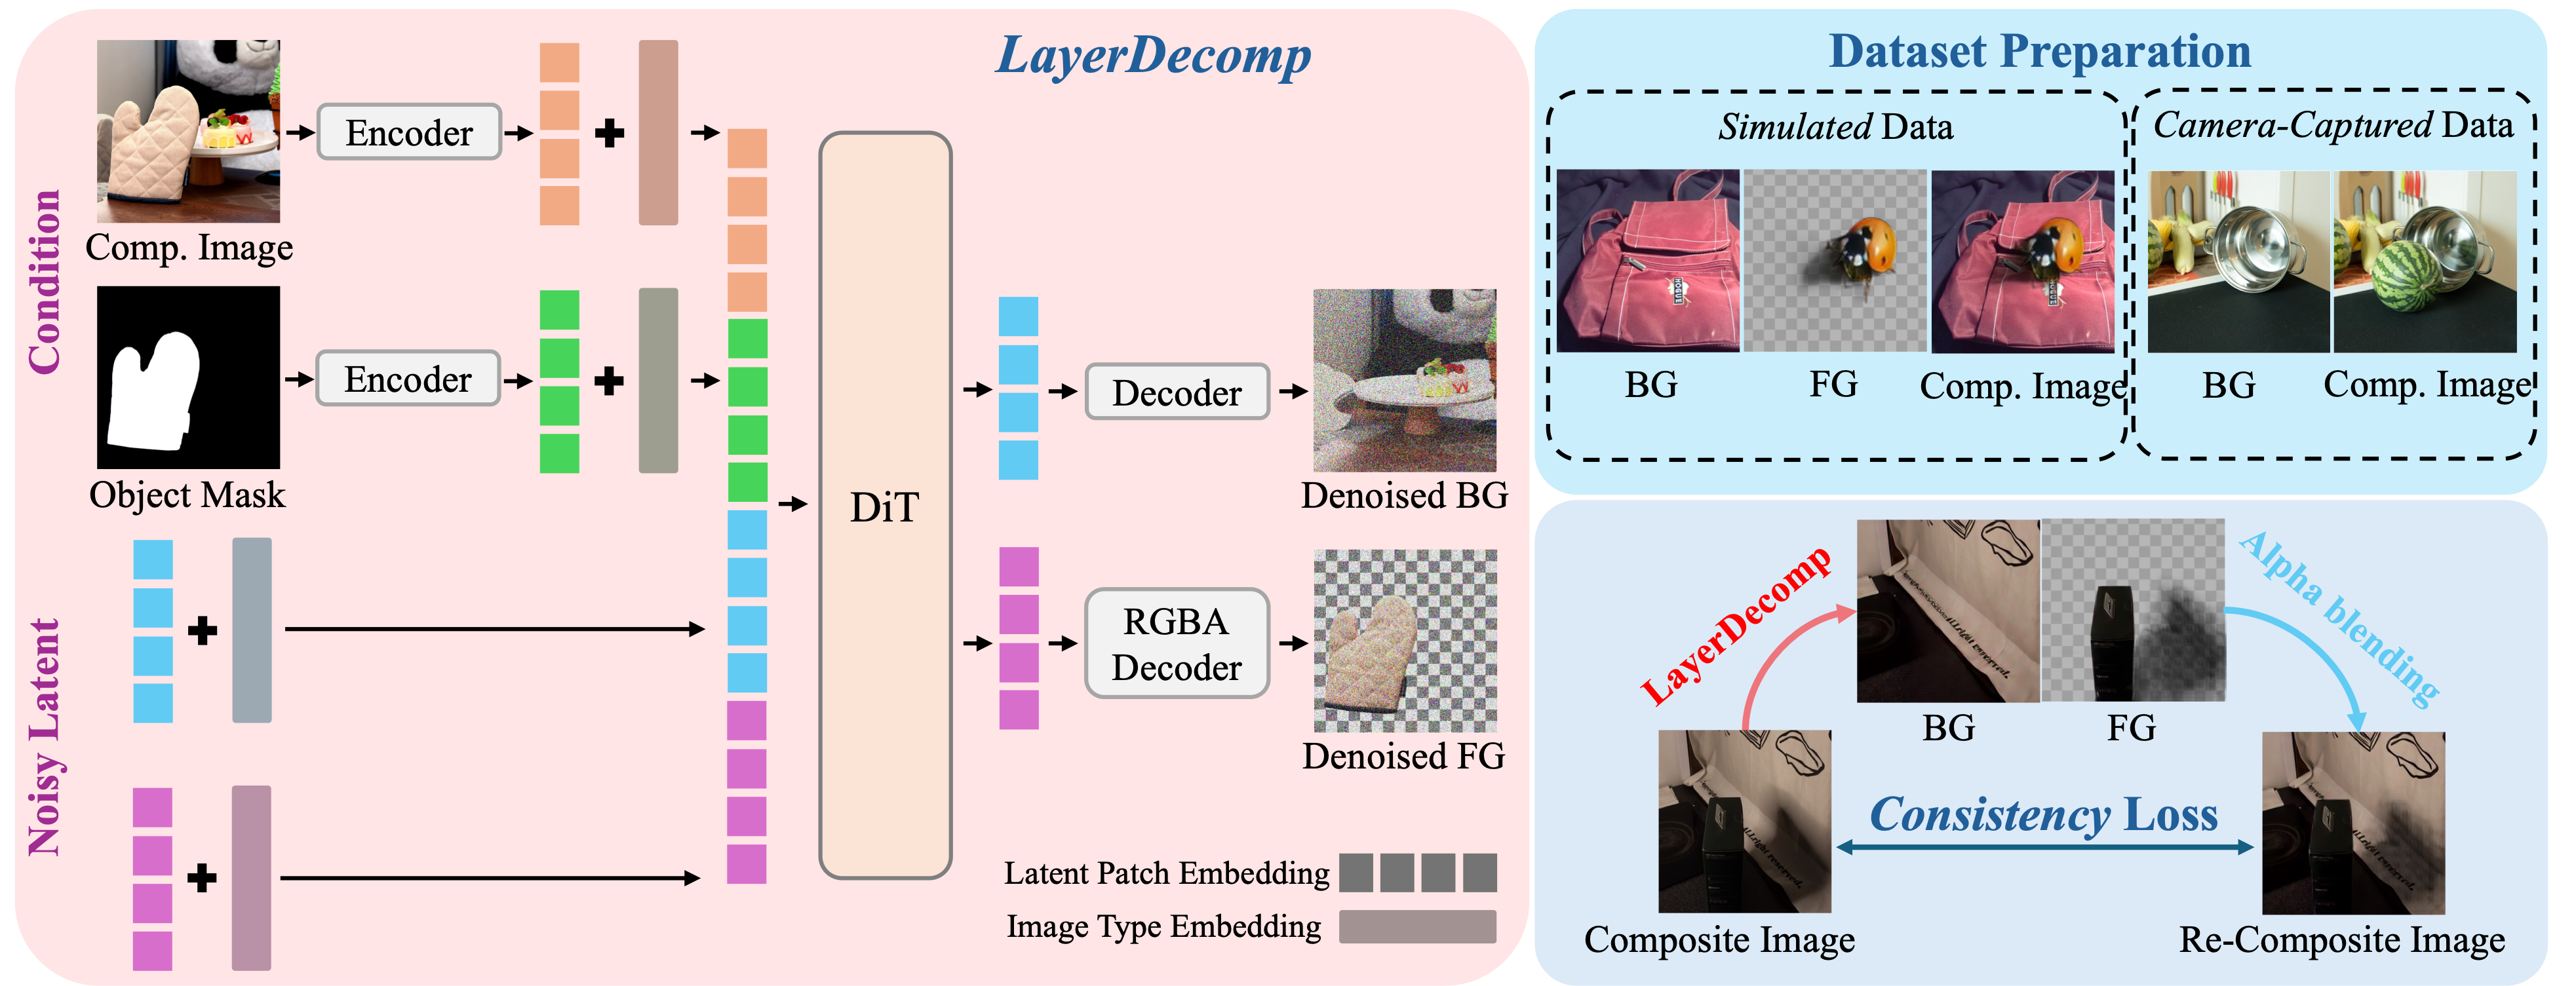 LayerDecomp
Condition
Noisy Latent
Comp. Image
Encoder
Object Mask
Encoder
DiT
Decoder
Denoised BG
RGBA
Decoder
Denoised FG
Latent Patch Embedding
Image Type Embedding
Dataset Preparation
Simulated Data
BG
FG
Comp. Image
Camera-Captured Data
BG
Comp. Image
LayerDecomp
BG
FG
Alpha blending
Consistency Loss
Composite Image
Re-Composite Image